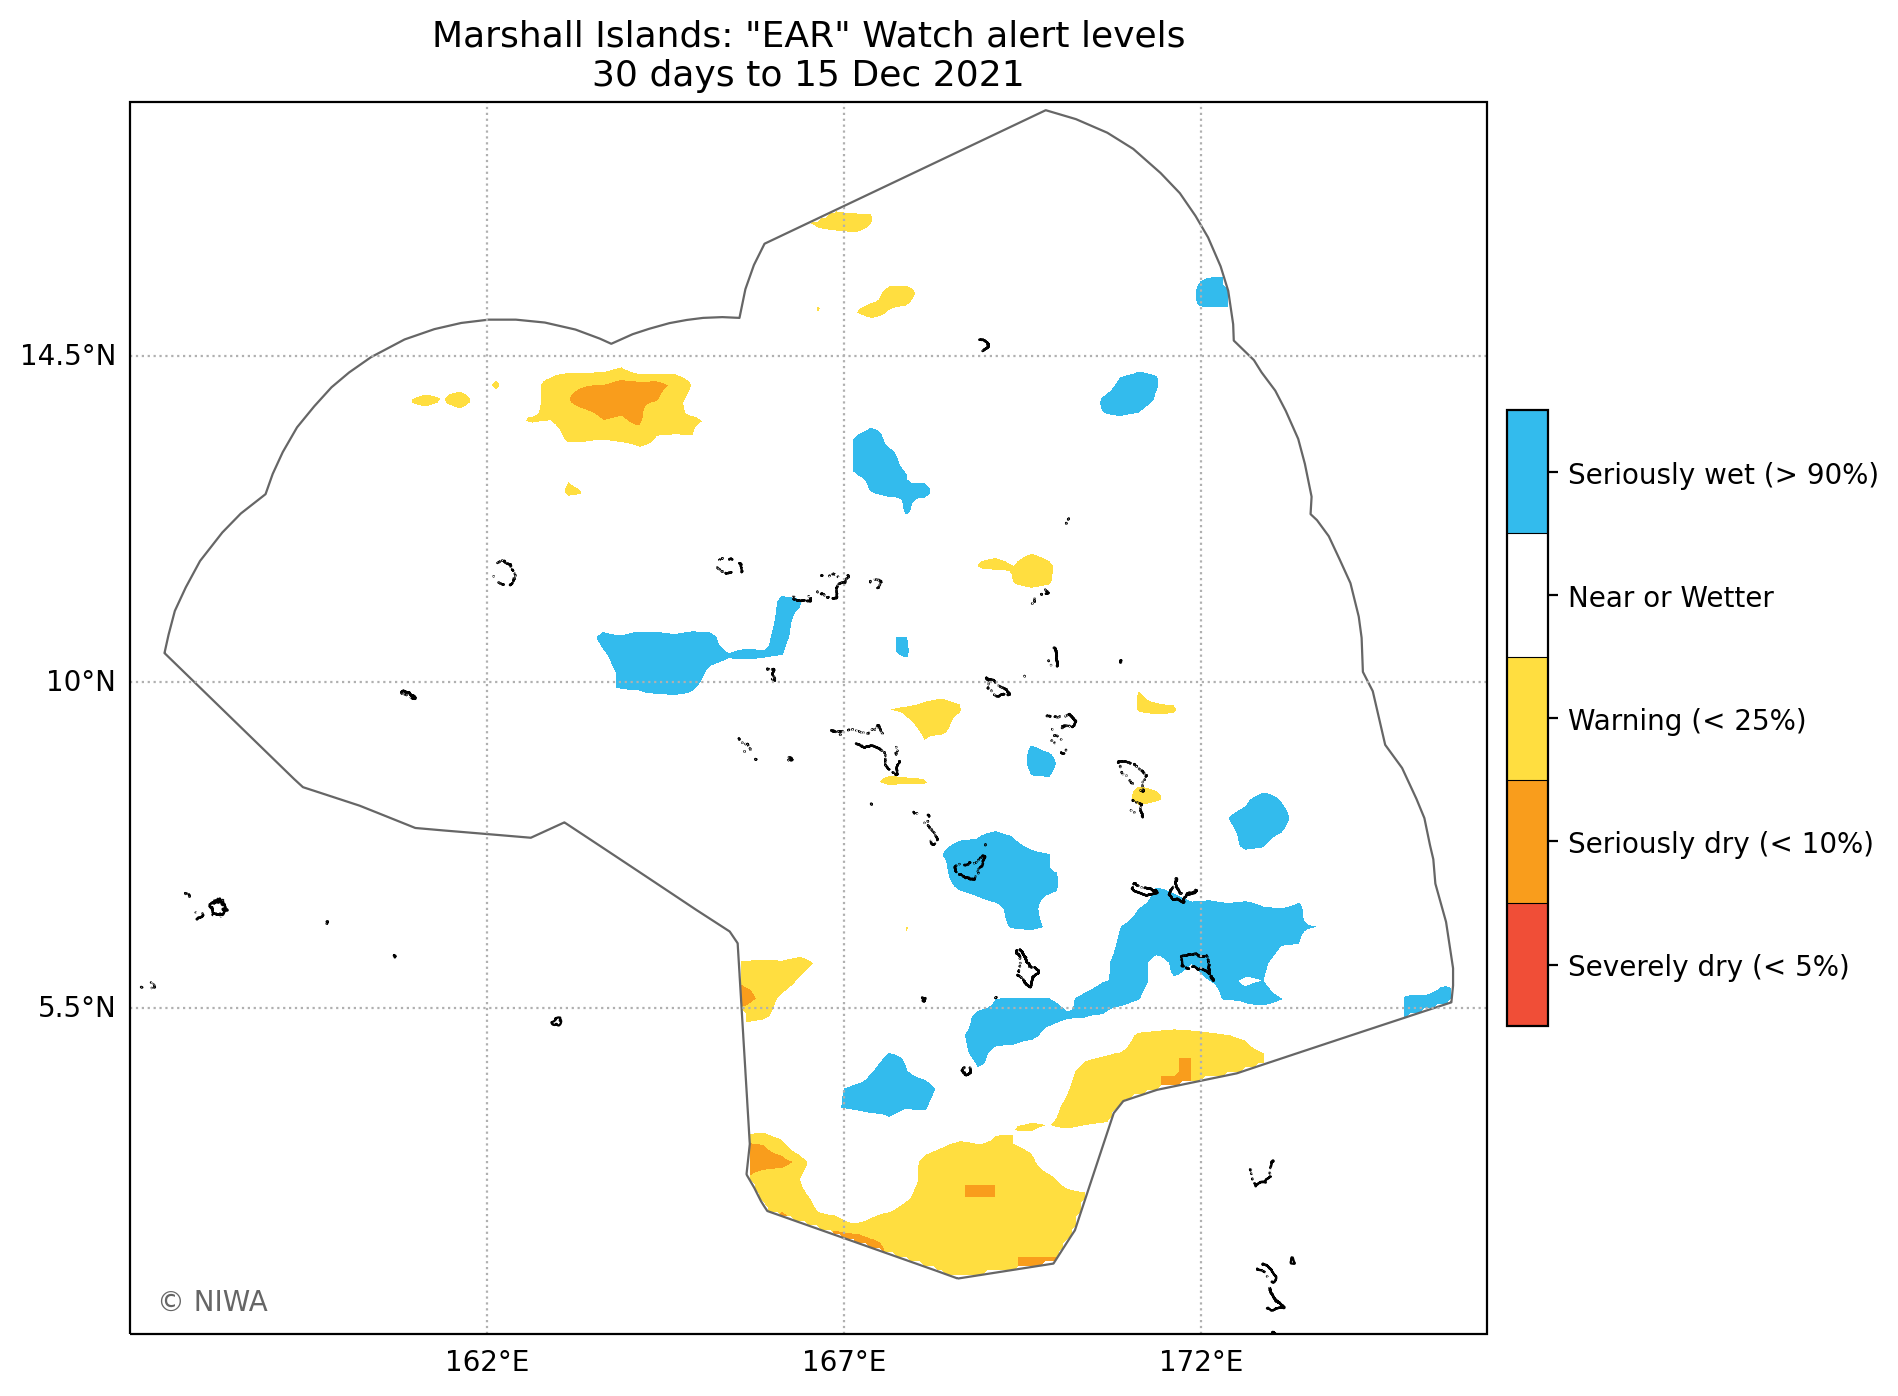 Marshall Islands: "EAR" Watch alert levels
30 days to 15 Dec 2021
14.5°N
10°N
5.5°N
162°E
167°E
172°E
Seriously wet (> 90%)
Near or Wetter
Warning (< 25%)
Seriously dry (< 10%)
Severely dry (< 5%)
© NIWA